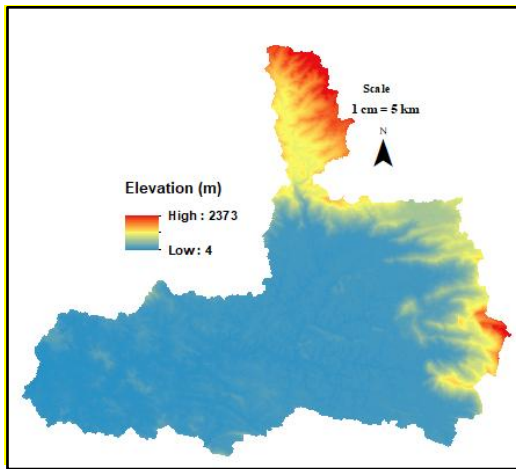 Scale
1 cm = 5 km
N
Elevation (m)
High : 2373
Low : 4